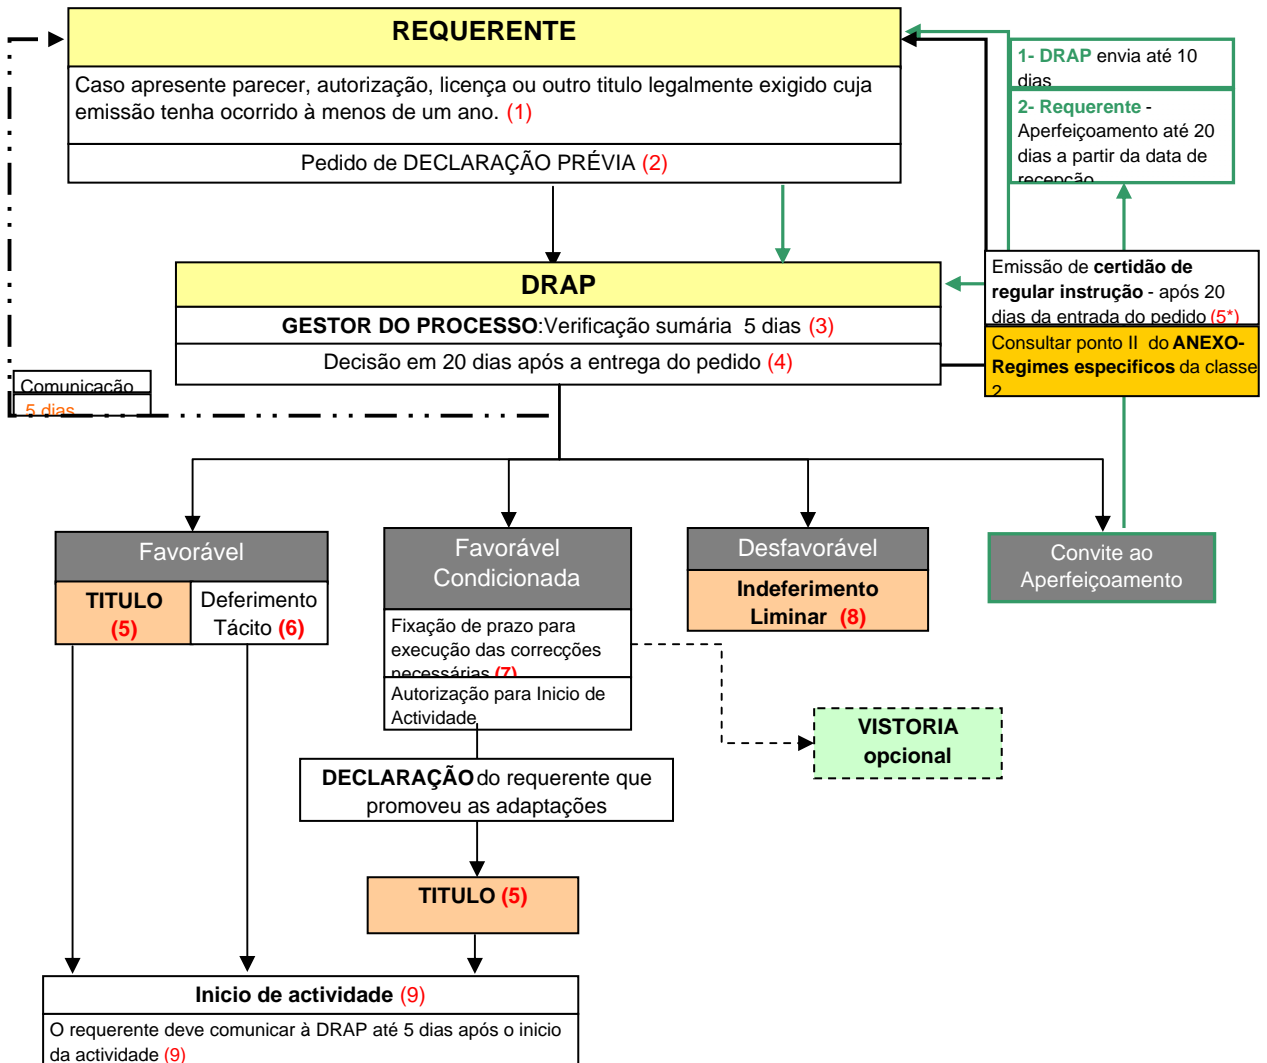 REQUERENTE
Caso apresente parecer, autorização, licença ou outro titulo legalmente exigido cuja
emissão tenha ocorrido à menos de um ano. (1)
Pedido de DECLARAÇÃO PRÉVIA (2)
1- DRAP envia até 10
dias
2- Requerente -
Aperfeiçoamento até 20
dias a partir da data de
recepção
DRAP
GESTOR DO PROCESSO:Verificação sumária 5 dias (3)
Decisão em 20 dias após a entrega do pedido (4)
Emissão de certidão de
regular instrução - após 20
dias da entrada do pedido (5*)
Consultar ponto II do ANEXO-
Regimes especificos da classe
2
Comunicação
5 dias
Favorável
TITULO
(5)
Deferimento
Tácito (6)
Favorável
Condicionada
Fixação de prazo para
execução das correcções
necessárias (7)
Autorização para Inicio de
Actividade
Desfavorável
Indeferimento
Liminar (8)
Convite ao
Aperfeiçoamento
VISTORIA
opcional
DECLARAÇÃO do requerente que
promoveu as adaptações
TITULO (5)
Inicio de actividade (9)
O requerente deve comunicar à DRAP até 5 dias após o inicio
da actividade (9)